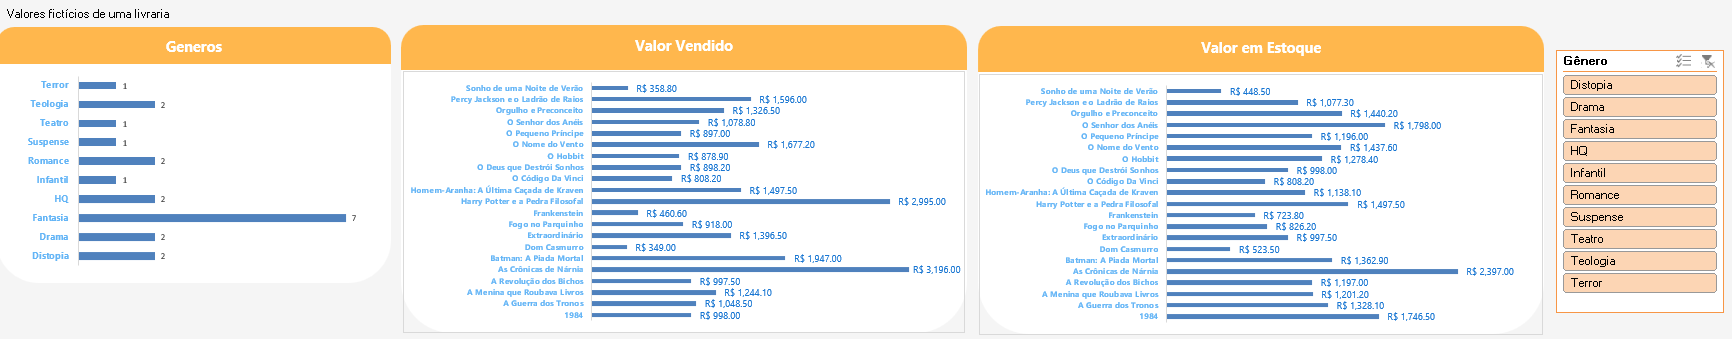 Valores fictícios de uma livraria
Generos
Terror 1
Teologia 2
Teatro 1
Suspense 1
Romance 2
Infantil 1
HQ 2
Fantasia 7
Drama 2
Distopia 2
Valor Vendido
Sonho de uma Noite de Verão R$ 358.80
Percy Jackson e o Ladrão de Raios R$ 1,596.00
Orgulho e Preconceito R$ 1,326.50
O Senhor dos Anéis R$ 1,078.80
O Pequeno Príncipe R$ 897.00
O Nome do Vento R$ 1,677.20
O Hobbit R$ 878.90
O Deus que Destrói Sonhos R$ 898.20
O Código Da Vinci R$ 808.20
Homem-Aranha: A Última Caçada de Kraven R$ 1,497.50
Harry Potter e a Pedra Filosofal R$ 2,995.00
Frankenstein R$ 460.60
Fogo no Parquinho R$ 918.00
Extraordinário R$ 1,396.50
Dom Casmurro R$ 349.00
Batman: A Piada Mortal R$ 1,947.00
As Crônicas de Nárnia R$ 3,196.00
A Revolução dos Bichos R$ 997.50
A Menina que Roubava Livros R$ 1,244.10
A Guerra dos Tronos R$ 1,048.50
1984 R$ 998.00
Valor em Estoque
Sonho de uma Noite de Verão R$ 448.50
Percy Jackson e o Ladrão de Raios R$ 1,077.30
Orgulho e Preconceito R$ 1,440.20
O Senhor dos Anéis R$ 1,798.00
O Pequeno Príncipe R$ 1,196.00
O Nome do Vento R$ 1,437.60
O Hobbit R$ 1,278.40
O Deus que Destrói Sonhos R$ 998.00
O Código Da Vinci R$ 808.20
Homem-Aranha: A Última Caçada de Kraven R$ 1,138.10
Harry Potter e a Pedra Filosofal R$ 1,497.50
Frankenstein R$ 723.80
Fogo no Parquinho R$ 826.20
Extraordinário R$ 997.50
Dom Casmurro R$ 523.50
Batman: A Piada Mortal R$ 1,362.90
As Crônicas de Nárnia R$ 2,397.00
A Revolução dos Bichos R$ 1,197.00
A Menina que Roubava Livros R$ 1,201.20
A Guerra dos Tronos R$ 1,328.10
1984 R$ 1,746.50
Gênero
Distopia
Drama
Fantasia
HQ
Infantil
Romance
Suspense
Teatro
Teologia
Terror